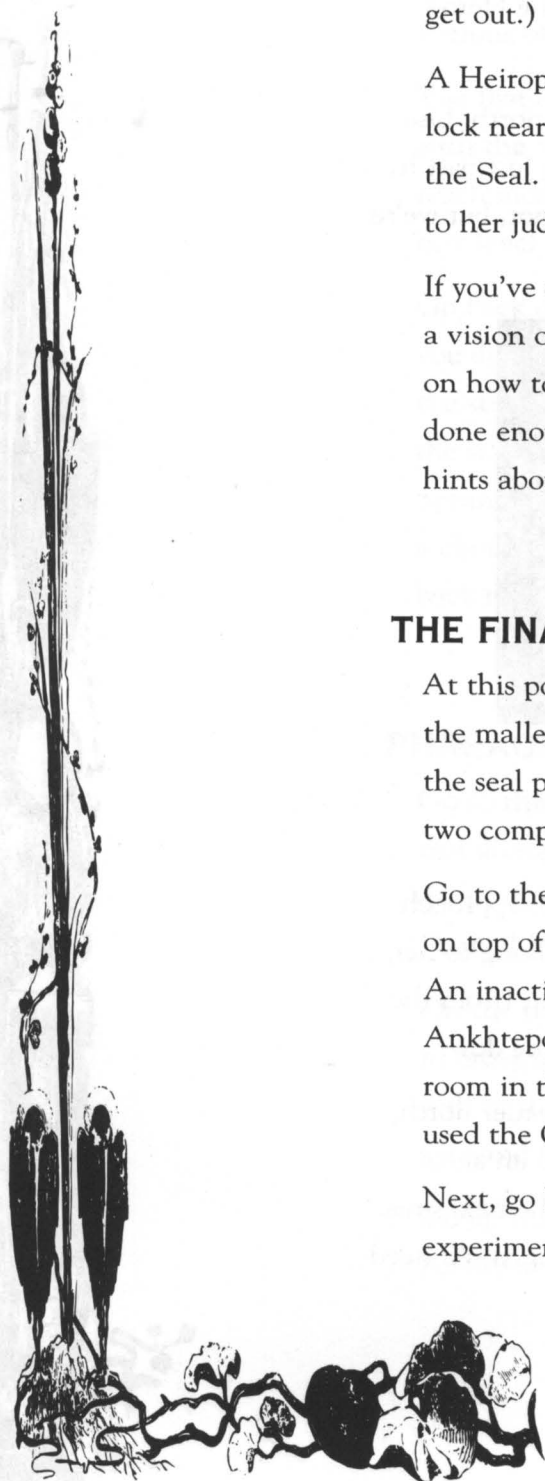 get out.)
A Heirop
lock near
the Seal.
to her jud
If you've
a vision o
on how to
done eno
hints abo
THE FINA
At this po
the malle
the seal p
two comp
Go to the
on top of
An inacti
Ankhtepo
room in t
used the C
Next, go
experimen